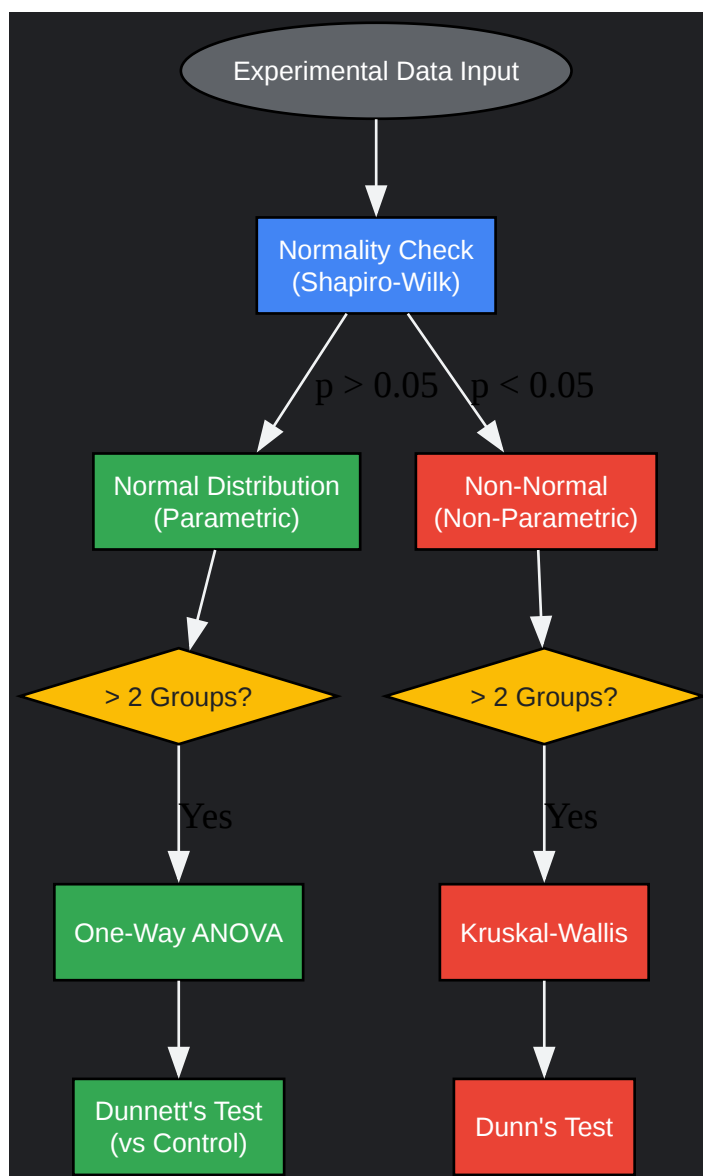 Experimental Data Input
Normality Check
(Shapiro-Wilk)
p > 0.05
p < 0.05
Normal Distribution
(Parametric)
Non-Normal
(Non-Parametric)
> 2 Groups?
> 2 Groups?
Yes
Yes
One-Way ANOVA
Kruskal-Wallis
Dunnett's Test
(vs Control)
Dunn's Test